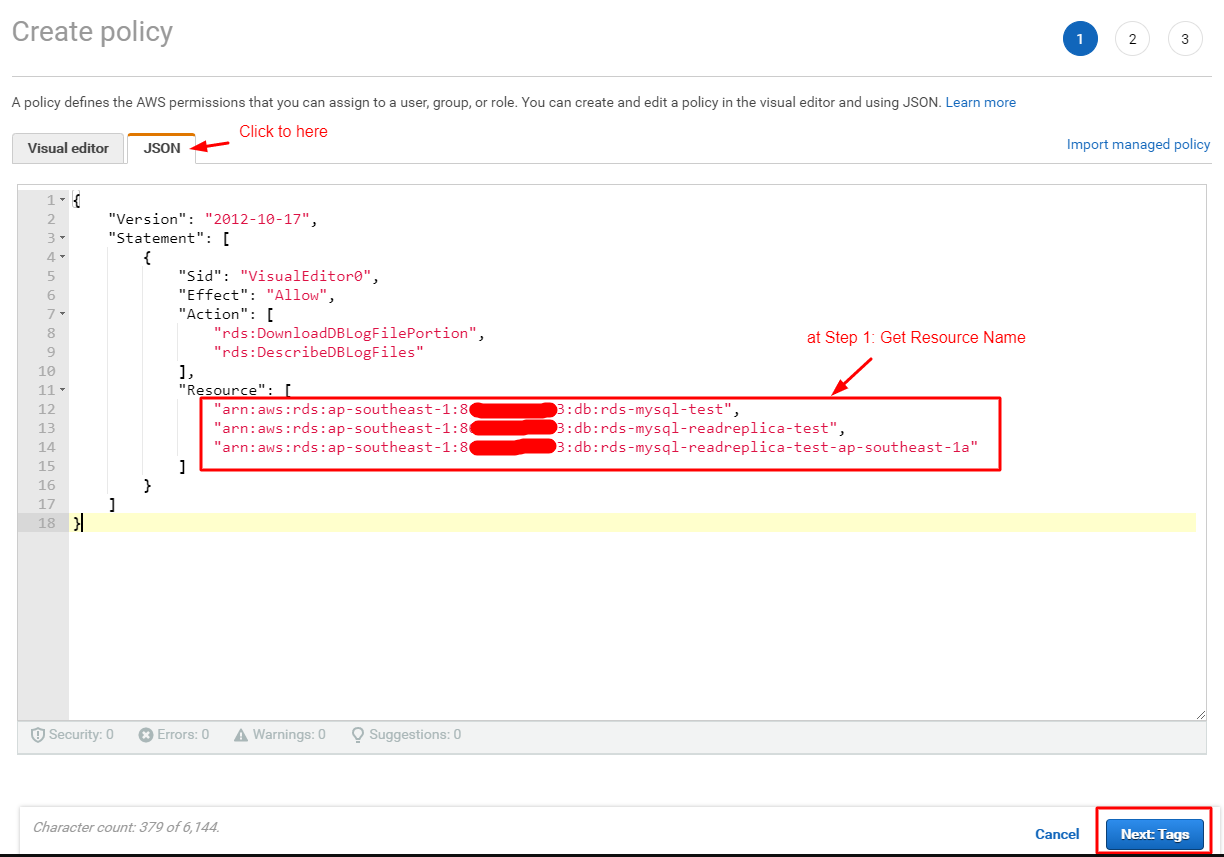 Create policy
1 2 3
A policy defines the AWS permissions that you can assign to a user, group, or role. You can create and edit a policy in the visual editor and using JSON. Learn more
Click to here
Visual editor JSON
Import managed policy
1 {
2 "Version": "2012-10-17",
3 "Statement": [
4 {
5 "Sid": "VisualEditor0",
6 "Effect": "Allow",
7 "Action": [
8 "rds:DownloadDBLogFilePortion",
9 "rds:DescribeDBLogFiles"
at Step 1: Get Resource Name
10 ],
11 "Resource": [
12 "arn:aws:rds:ap-southeast-1:8 3:db:rds-mysql-test",
13 "arn:aws:rds:ap-southeast-1:8 3:db:rds-mysql-readreplica-test",
14 "arn:aws:rds:ap-southeast-1:8 3:db:rds-mysql-readreplica-test-ap-southeast-1a"
15 ]
16 }
17 ]
18 }
Security: 0 Errors: 0 Warnings: 0 Suggestions: 0
Character count: 379 of 6,144.
Cancel Next: Tags